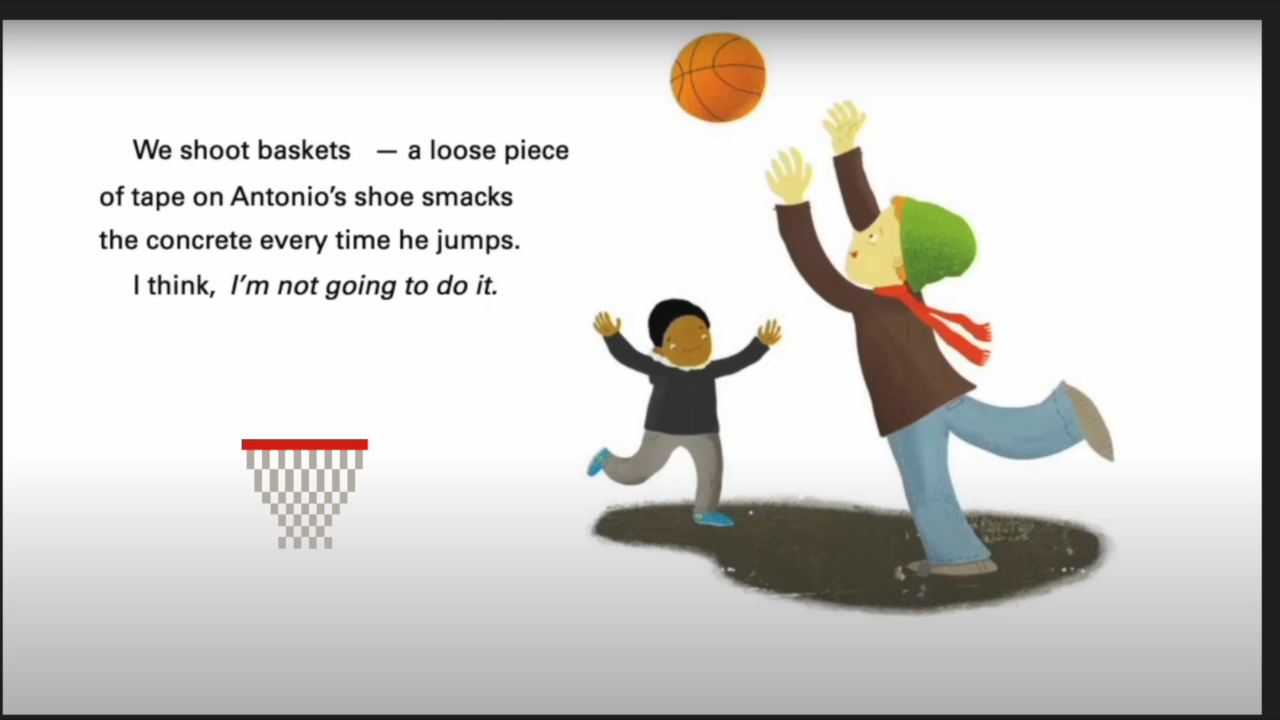 We shoot baskets — a loose piece
of tape on Antonio's shoe smacks
the concrete every time he jumps.
I think, I'm not going to do it.